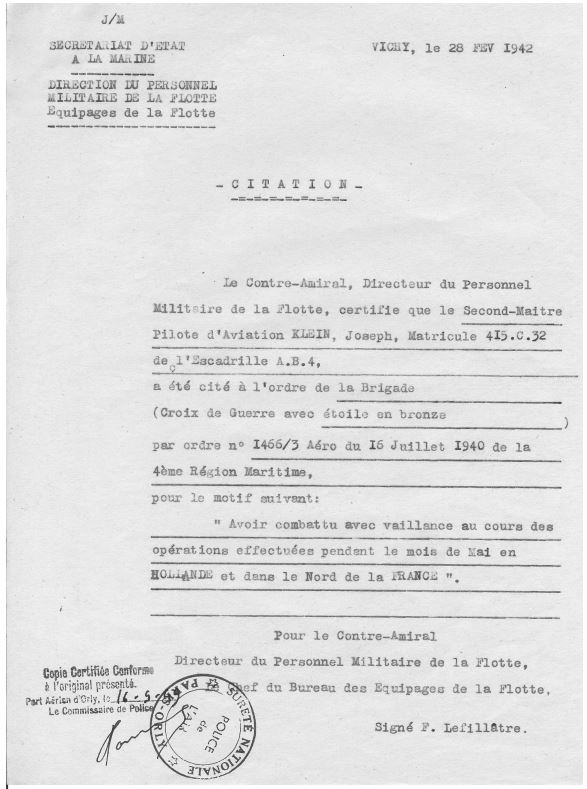 J/M
SECRETARIAT D'ETAT
A LA MARINE
DIRECTION DU PERSONNEL
MILITAIRE DE LA FLOTTE
Equipages de la Flotte
VICHY, le 28 FEV 1942
- C I T A T I O N -
-=-=-=-=-=-=-
Le Contre-Amiral, Directeur du Personnel
Militaire de la Flotte, certifie que le Second-Maitre
Pilote d'Aviation KLEIN, Joseph, Matricule 415.C.32
de l'Escadrille A.B.4,
a été cité à l'ordre de la Brigade
(Croix de Guerre avec étoile en bronze )
par ordre n° 1466/3 Aéro du 16 Juillet 1940 de la
4ème Région Maritime,
pour le motif suivant:
" Avoir combattu avec vaillance au cours des
opérations effectuées pendant le mois de Mai en
HOLLANDE et dans le Nord de la FRANCE ".
Pour le Contre-Amiral
Directeur du Personnel Militaire de la Flotte,
Le Chef du Bureau des Equipages de la Flotte,
Signé F. Lefillâtre.
Copie Certifiée Conforme
à l'original présenté.
Port Aérien d'Orly, le 16-9-
Le Commissaire de Police
SURETÉ NATIONALE
PARIS-ORLY
POLICE
de
L'AIR